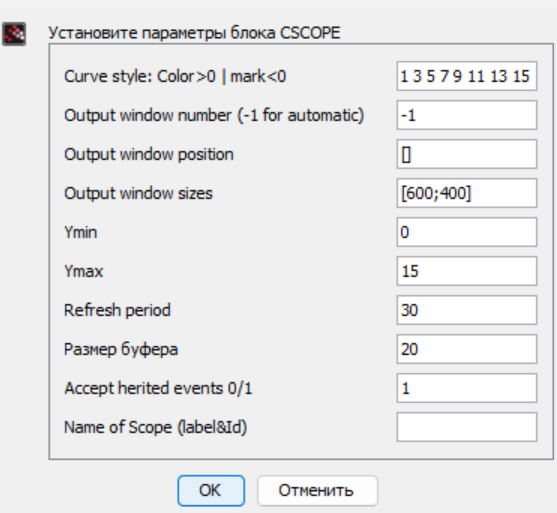 Установите параметры блока CSCOPE
Curve style: Color>0 | mark<0 1 3 5 7 9 11 13 15
Output window number (-1 for automatic) -1
Output window position []
Output window sizes [600;400]
Ymin 0
Ymax 15
Refresh period 30
Размер буфера 20
Accept herited events 0/1 1
Name of Scope (label&Id)
OK Отменить